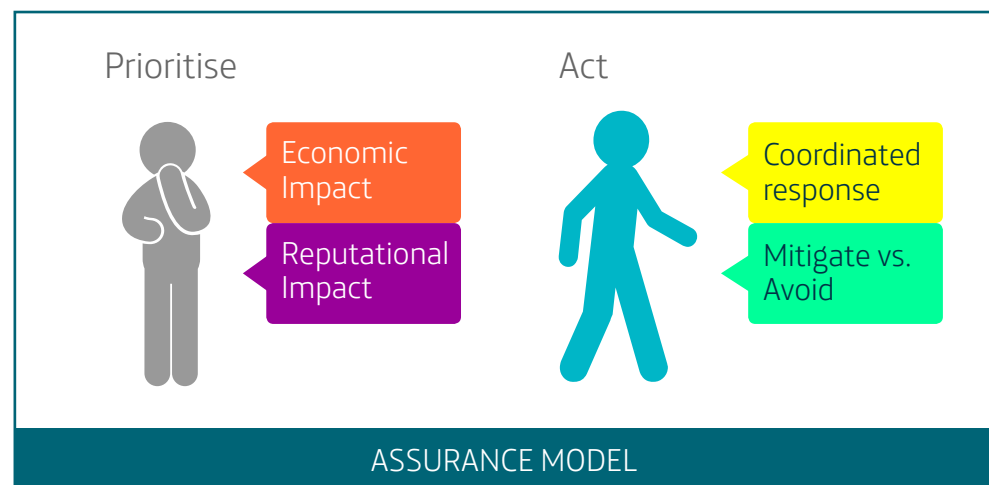 Prioritise
Economic
Impact
Reputational
Impact
Act
Coordinated
response
Mitigate vs.
Avoid
ASSURANCE MODEL